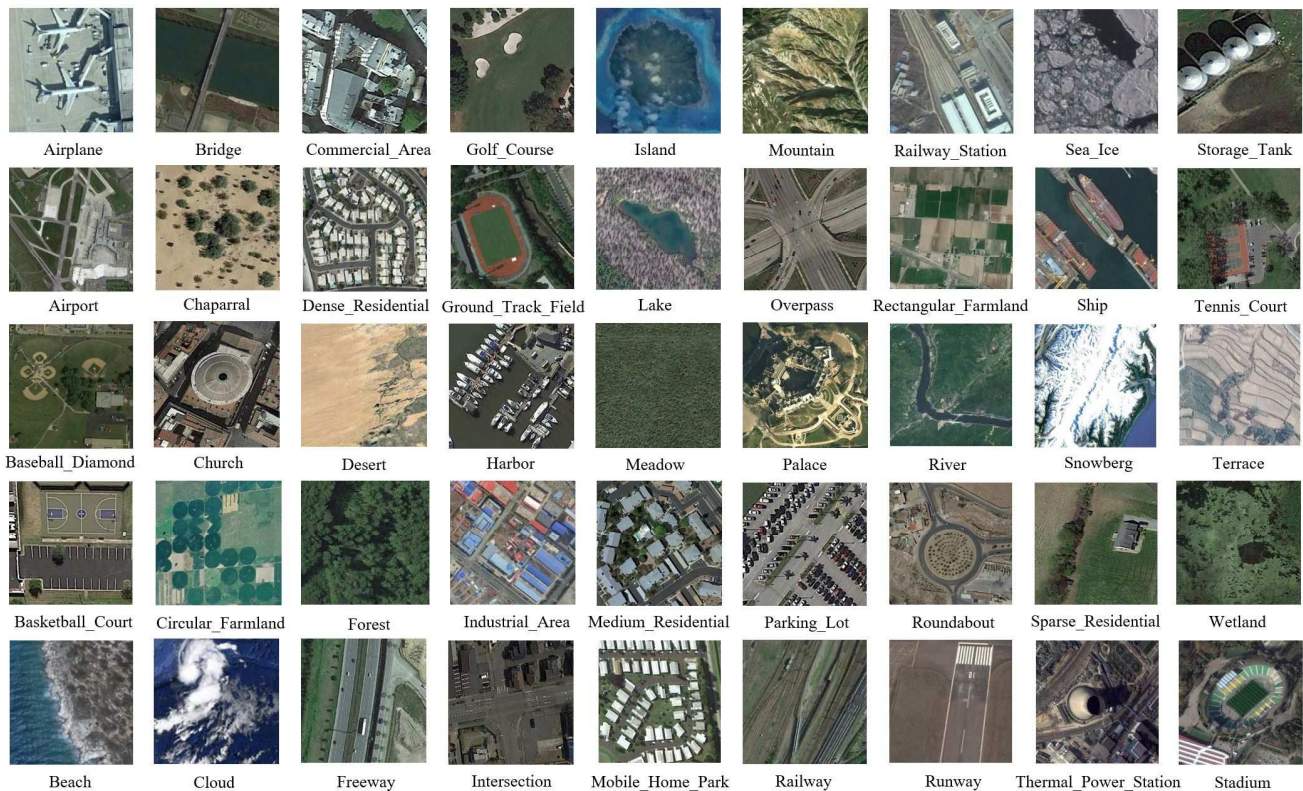 Airplane
Bridge
Commercial_Area
Golf_Course
Island
Mountain
Railway_Station
Sea_Ice
Storage_Tank
Airport
Chaparral
Dense_Residential
Ground_Track_Field
Lake
Overpass
Rectangular_Farmland
Ship
Tennis_Court
Baseball_Diamond
Church
Desert
Harbor
Meadow
Palace
River
Snowberg
Terrace
Basketball_Court
Circular_Farmland
Forest
Industrial_Area
Medium_Residential
Parking_Lot
Roundabout
Sparse_Residential
Wetland
Beach
Cloud
Freeway
Intersection
Mobile_Home_Park
Railway
Runway
Thermal_Power_Station
Stadium